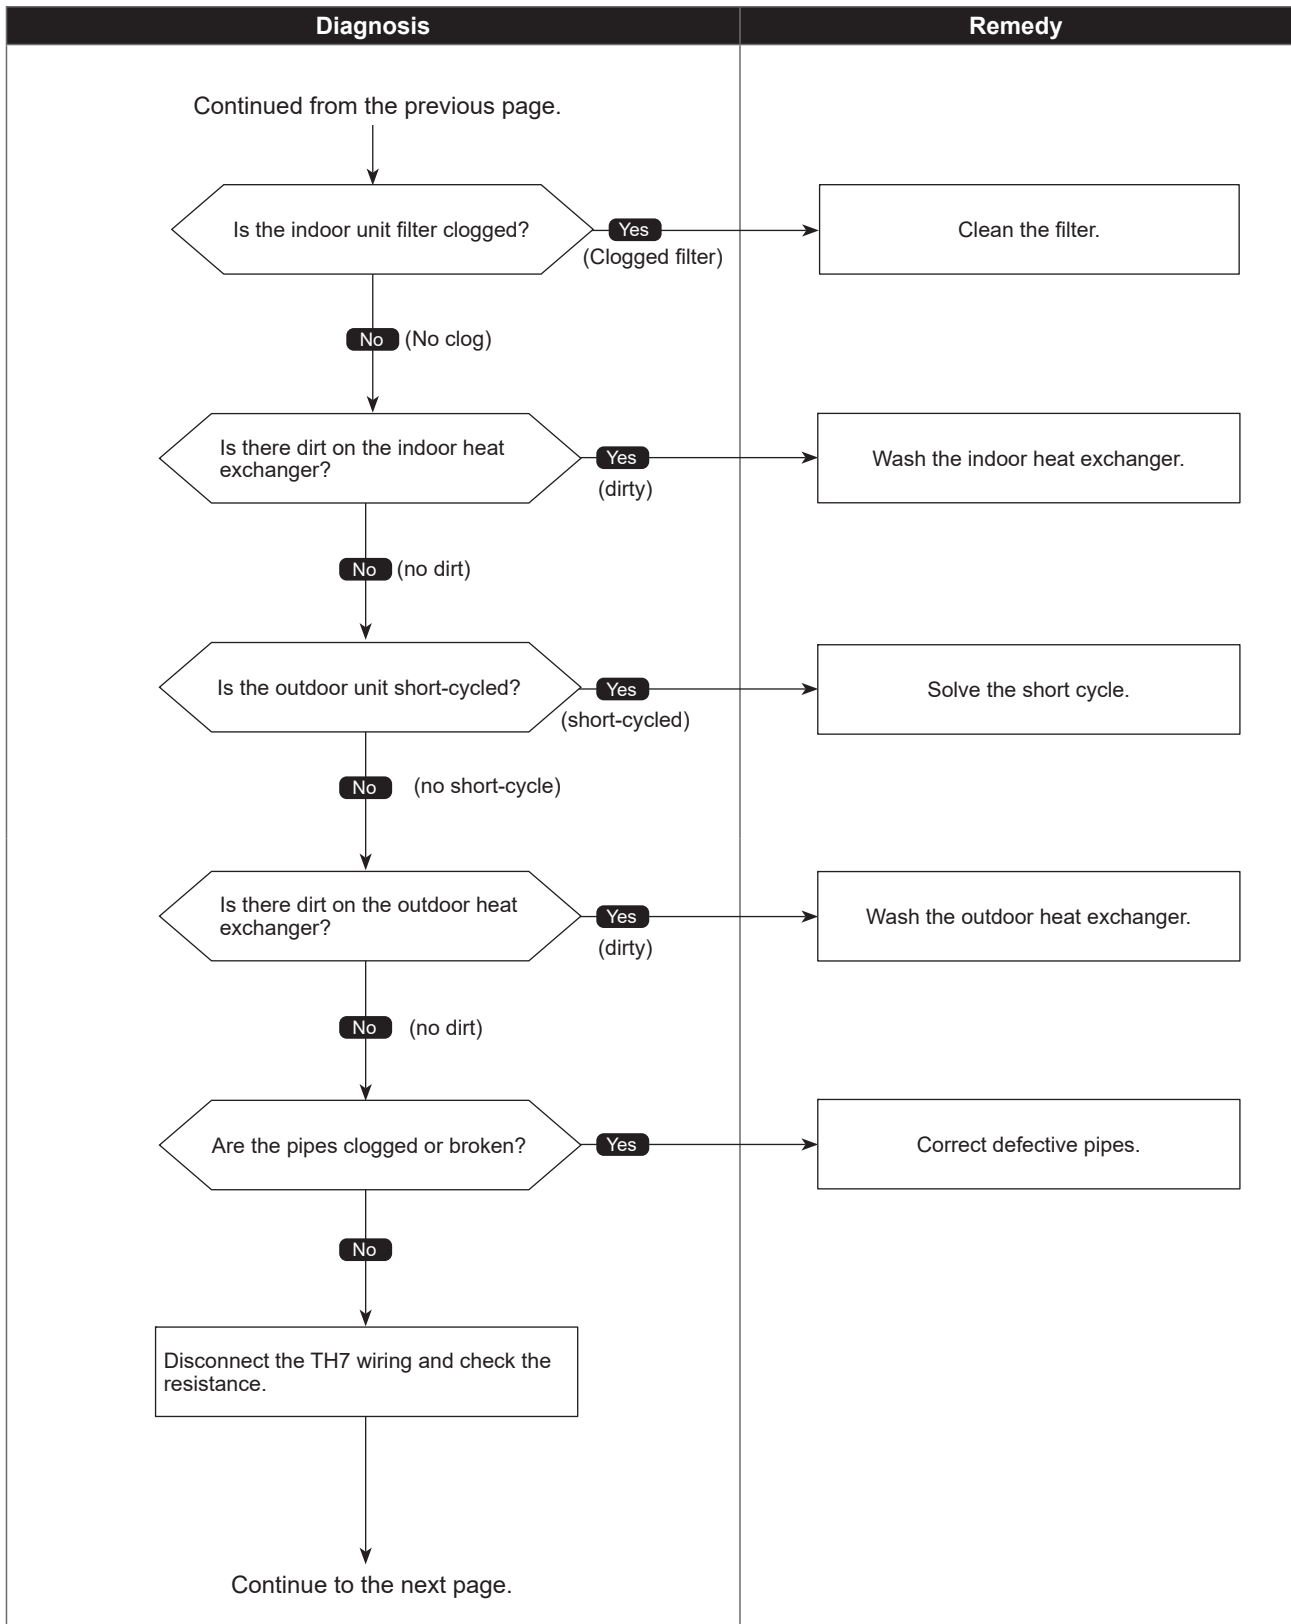 Diagnosis
Remedy
Continued from the previous page.
Is the indoor unit filter clogged?
Yes
(Clogged filter)
Clean the filter.
No
(No clog)
Is there dirt on the indoor heat
exchanger?
Yes
(dirty)
Wash the indoor heat exchanger.
No
(no dirt)
Is the outdoor unit short-cycled?
Yes
(short-cycled)
Solve the short cycle.
No
(no short-cycle)
Is there dirt on the outdoor heat
exchanger?
Yes
(dirty)
Wash the outdoor heat exchanger.
No
(no dirt)
Are the pipes clogged or broken?
Yes
Correct defective pipes.
No
Disconnect the TH7 wiring and check the
resistance.
Continue to the next page.